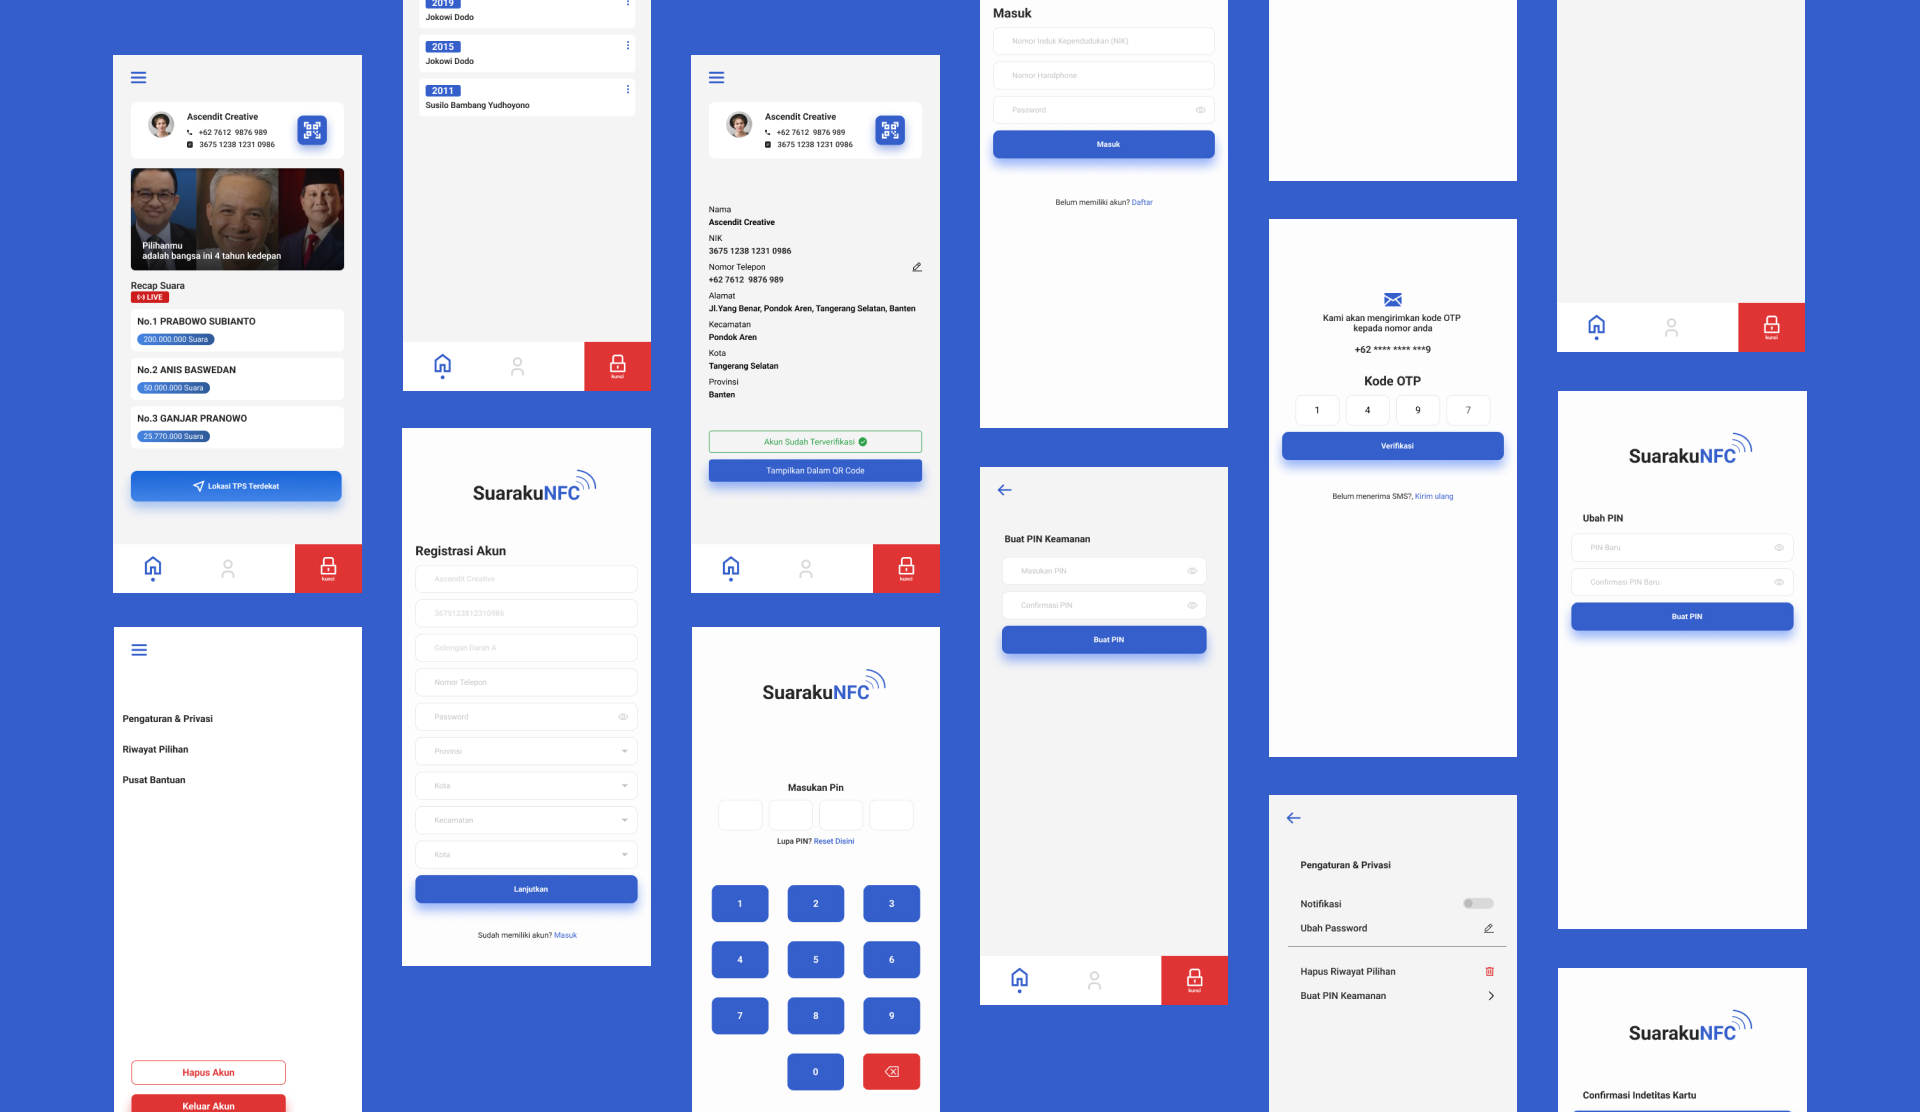 Ascendit Creative
+62 7612 9876 989
3675 1238 1231 0986
Pilihanmu
adalah bangsa ini 4 tahun kedepan
Recap Suara
LIVE
No.1 PRABOWO SUBIANTO
200.000.000 Suara
No.2 ANIS BASWEDAN
50.000.000 Suara
No.3 GANJAR PRANOWO
25.770.000 Suara
Lokasi TPS Terdekat
kunci
Pengaturan & Privasi
Riwayat Pilihan
Pusat Bantuan
Hapus Akun
Keluar Akun
2019
Jokowi Dodo
2015
Jokowi Dodo
2011
Susilo Bambang Yudhoyono
kunci
SuarakuNFC
Registrasi Akun
Ascendit Creative
3675123812310986
Golongan Darah A
Nomar Telepon
Password
Provinsi
Kota
Kecamatan
Kota
Lanjutkan
Sudah memiliki akun? Masuk
Ascendit Creative
+62 7612 9876 989
3675 1238 1231 0986
Nama
Ascendit Creative
NIK
3675 1238 1231 0986
Nomor Telepon
+62 7612 9876 989
Alamat
Jl.Yang Benar, Pondok Aren, Tangerang Selatan, Banten
Kecamatan
Pondok Aren
Kota
Tangerang Selatan
Provinsi
Banten
Akun Sudah Terverifikasi
Tampilkan Dalam QR Code
kunci
SuarakuNFC
Masukan Pin
Lupa PIN? Reset Disini
1
2
3
4
5
6
7
8
9
0
Masuk
Nomor Induk Kependudukan (NIK)
Nomor Handphone
Password
Masuk
Belum memiliki akun? Daftar
Buat PIN Keamanan
Masukan PIN
Confirmasi PIN
Buat PIN
kunci
Kami akan mengirimkan kode OTP
kepada nomor anda
+62 **** **** ***9
Kode OTP
1 4 9 7
Verifikasi
Belum menerima SMS?, Kirim ulang
Pengaturan & Privasi
Notifikasi
Ubah Password
Hapus Riwayat Pilihan
Buat PIN Keamanan
kunci
SuarakuNFC
Ubah PIN
PIN Baru
Confirmasi PIN Baru
Buat PIN
SuarakuNFC
Confirmasi Indetitas Kartu